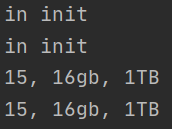 in init
in init
15, 16gb, 1TB
15, 16gb, 1TB